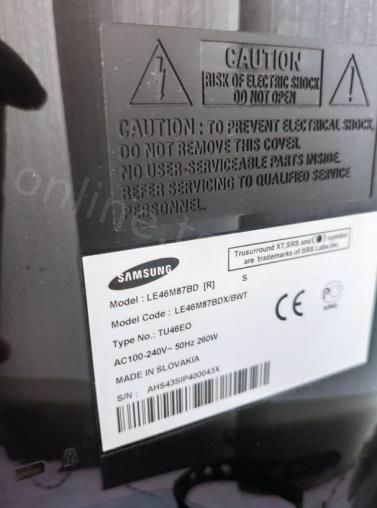 CAUTION
RISK OF ELECTRIC SHOCK
DO NOT OPEN
CAUTION : TO PREVENT ELECTRICAL SHOCK,
DO NOT REMOVE THIS COVER.
NO USER-SERVICEABLE PARTS INSIDE.
REFER SERVICING TO QUALIFIED SERVICE
PERSONNEL.
online.
Trusurround XT,SRS and (●) symbol
are trademarks of SRS Labs,Inc.
SAMSUNG
Model : LE46M87BD [R] S
Model Code : LE46M87BDX/BWT
Type No.: TU46EO
AC100-240V~ 50Hz 260W
MADE IN SLOVAKIA
S/N : AHS43SIP400043X
CE